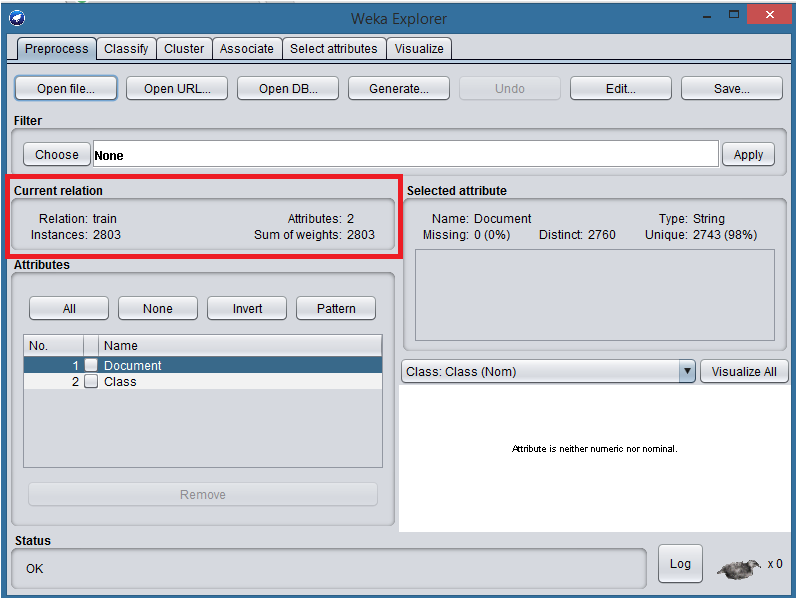 Weka Explorer
Preprocess Classify Cluster Associate Select attributes Visualize
Open file... Open URL... Open DB... Generate... Undo Edit... Save...
Filter
Choose None Apply
Current relation
Relation: train Attributes: 2
Instances: 2803 Sum of weights: 2803
Selected attribute
Name: Document Type: String
Missing: 0 (0%) Distinct: 2760 Unique: 2743 (98%)
Attributes
All None Invert Pattern
No. Name
1 Document
2 Class
Remove
Class: Class (Nom) Visualize All
Attribute is neither numeric nor nominal.
Status
OK
Log x 0